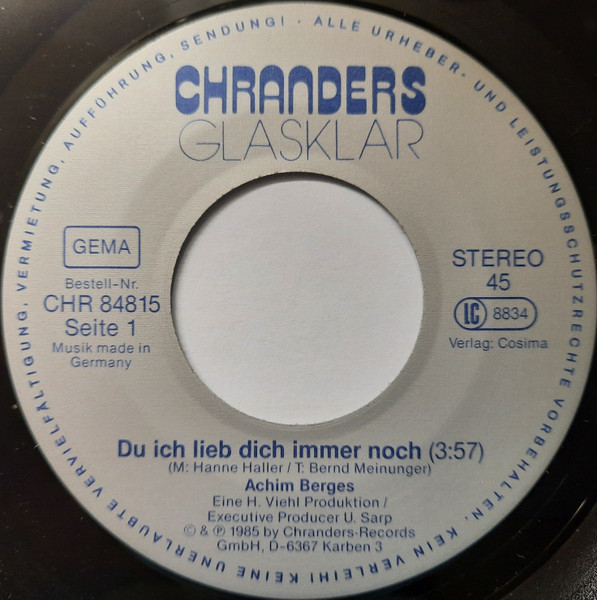 ALLE URHEBER- UND LEISTUNGSSCHUTZRECHTE VORBEHALTEN. KEIN VERLEIH! KEINE UNERLAUBTE VERVIELFÄLTIGUNG, VERMIETUNG, AUFFÜHRUNG, SENDUNG! ·
CHRANDERS
GLASKLAR
GEMA
Bestell-Nr.
CHR 84815
Seite 1
Musik made in
Germany
STEREO
45
LC 8834
Verlag: Cosima
Du ich lieb dich immer noch (3:57)
(M: Hanne Haller / T: Bernd Meinunger)
Achim Berges
Eine H. Viehl Produktion /
Executive Producer U. Sarp
© & ℗ 1985 by Chranders-Records
GmbH, D-6367 Karben 3